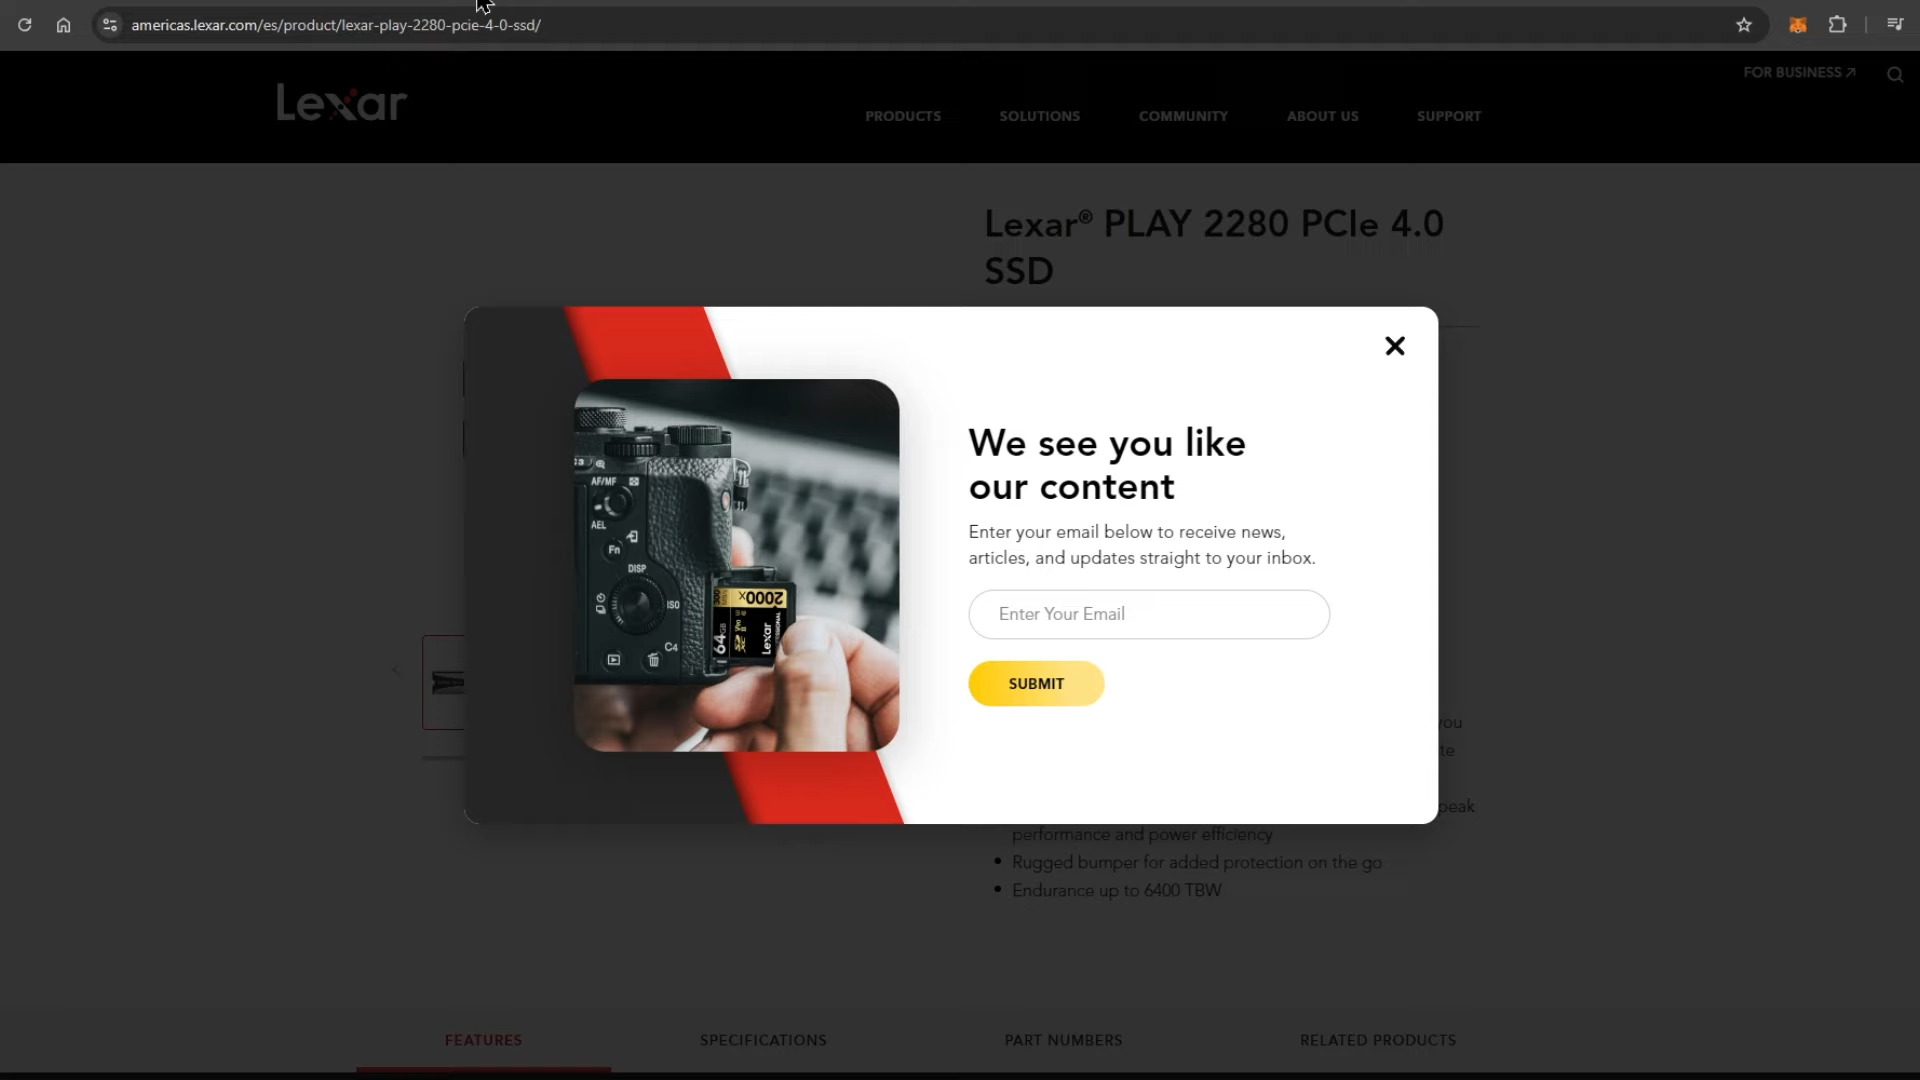 americas.lexar.com/es/product/lexar-play-2280-pcie-4-0-ssd/
FOR BUSINESS
Lexar
PRODUCTS
SOLUTIONS
COMMUNITY
ABOUT US
SUPPORT
Lexar® PLAY 2280 PCIe 4.0
SSD
We see you like
our content
Enter your email below to receive news,
articles, and updates straight to your inbox.
Enter Your Email
SUBMIT
AF/MF
AEL
Fn
DISP
ISO
C4
2000x
64GB
Lexar
you
te
peak
performance and power efficiency
Rugged bumper for added protection on the go
Endurance up to 6400 TBW
FEATURES
SPECIFICATIONS
PART NUMBERS
RELATED PRODUCTS